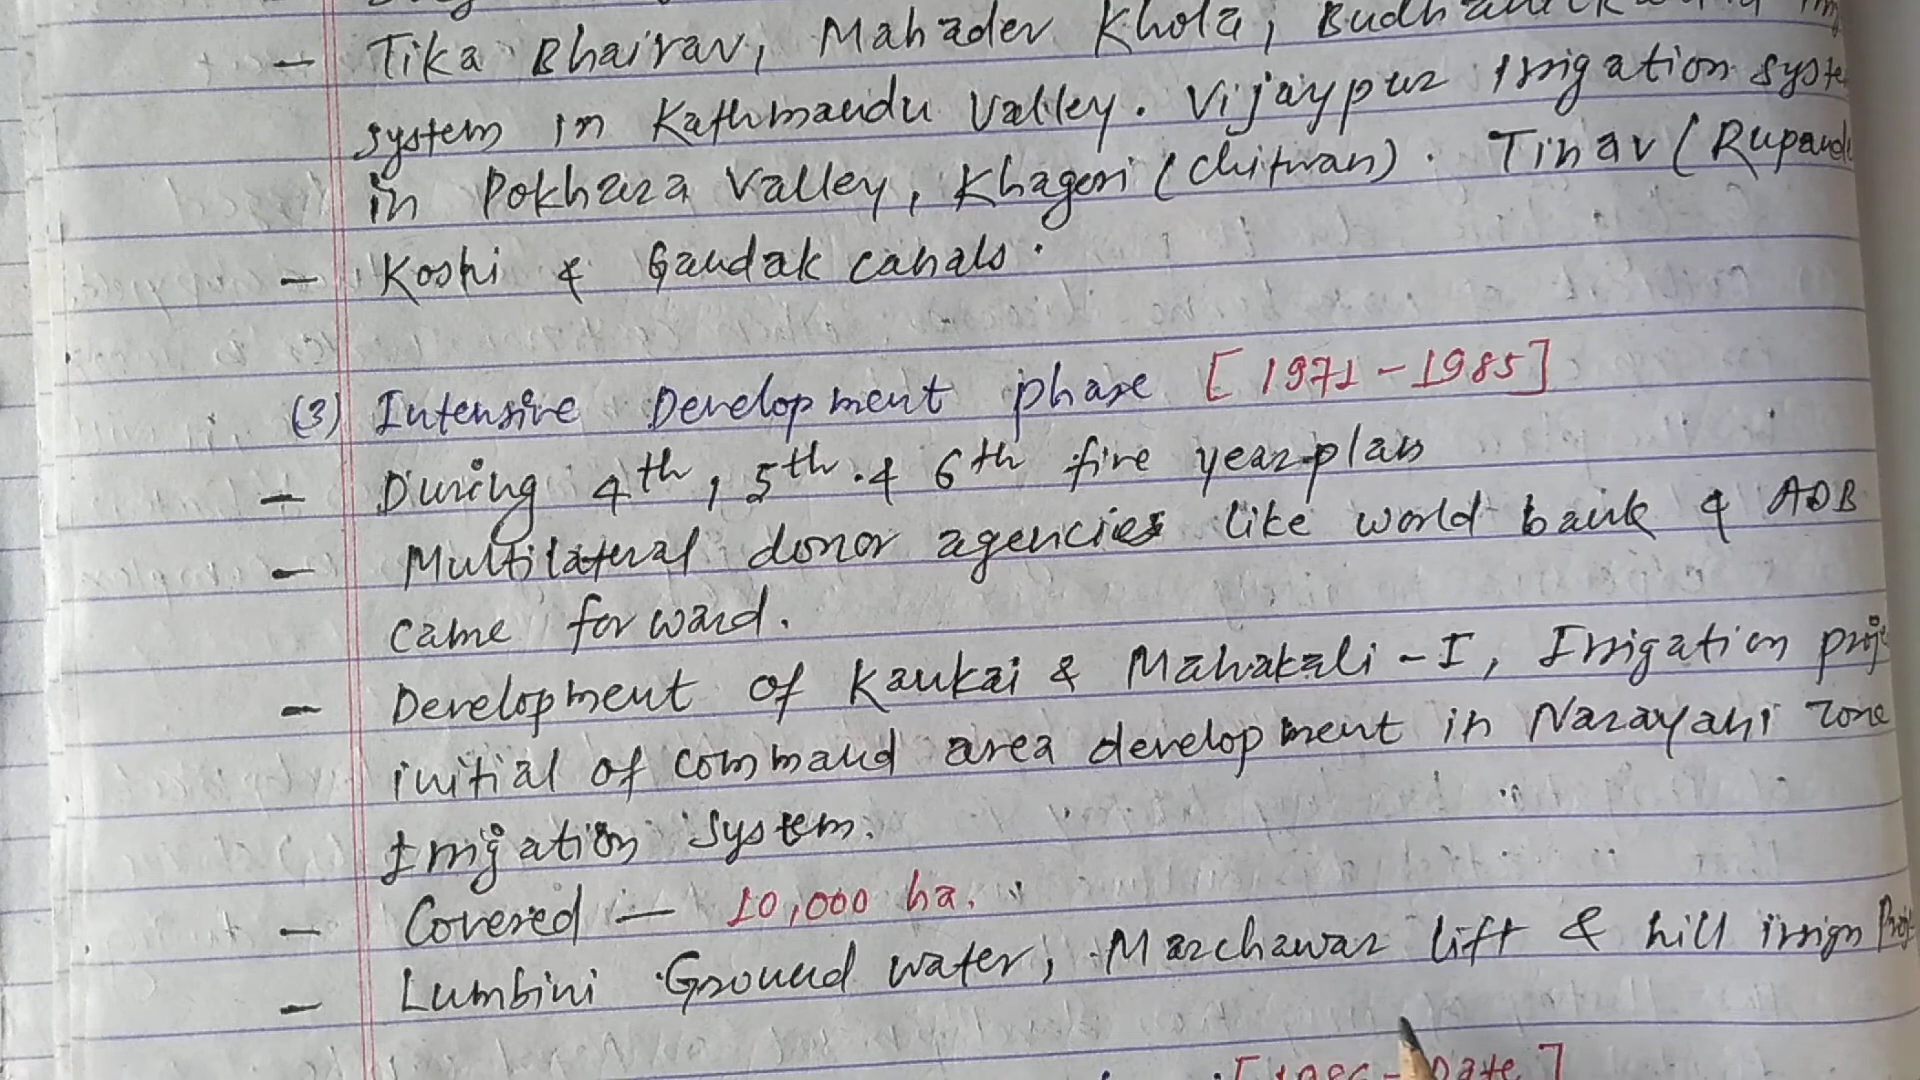 - Tika Bhairav, Mahadev Khola,
system in Kathmandu Valley. Vijaypur Irrigation syste
in Pokhara Valley, Khageri (Chitwan). Tinav (Rupand
- Koshi & Gandak canals.
(3) Intensive Development phase [1971-1985]
- During 4th, 5th & 6th five year plan
- Multilateral donor agencies like world bank & ADB
came forward.
- Development of Kankai & Mahakali-I, Irrigation proje
initial of command area development in Narayani zone
Irrigation System.
- Covered — 10,000 ha.
- Lumbini Ground water, Marchawar lift & hill irrign Proj
[1986-Date]